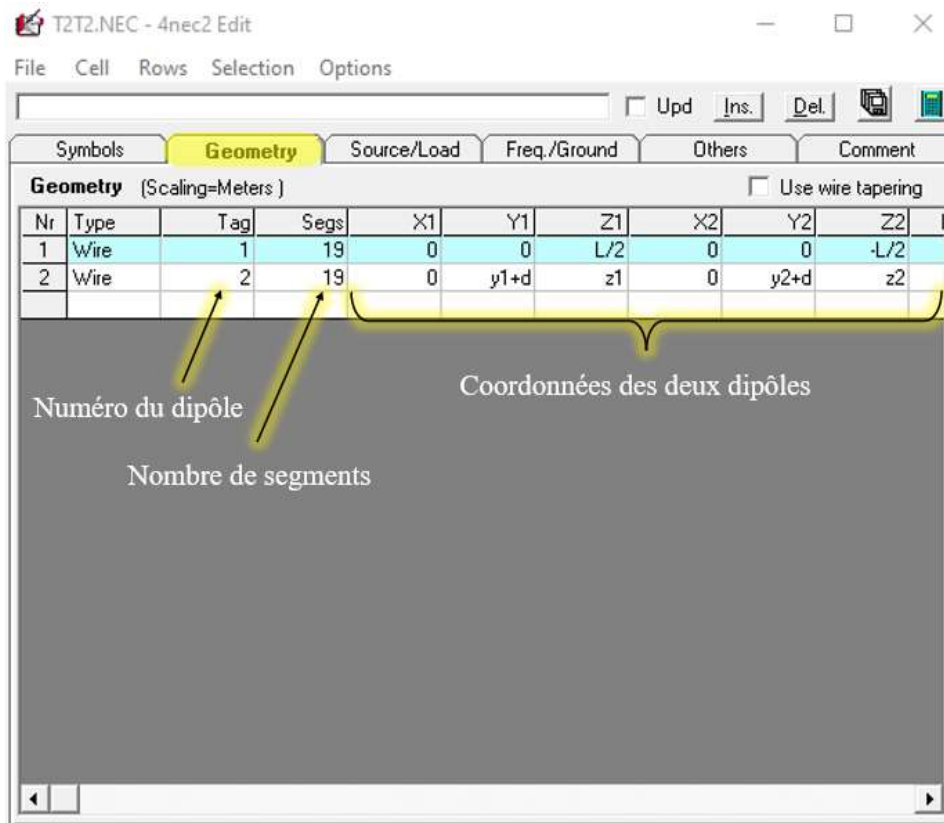 T2T2.NEC - 4nec2 Edit
File Cell Rows Selection Options
Upd Ins. Del.
Symbols Geometry Source/Load Freq./Ground Others Comment
Geometry (Scaling=Meters ) Use wire tapering
Nr Type Tag Segs X1 Y1 Z1 X2 Y2 Z2
1 Wire 1 19 0 0 L/2 0 0 -L/2
2 Wire 2 19 0 y1+d z1 0 y2+d z2
Coordonnées des deux dipôles
Numéro du dipôle
Nombre de segments